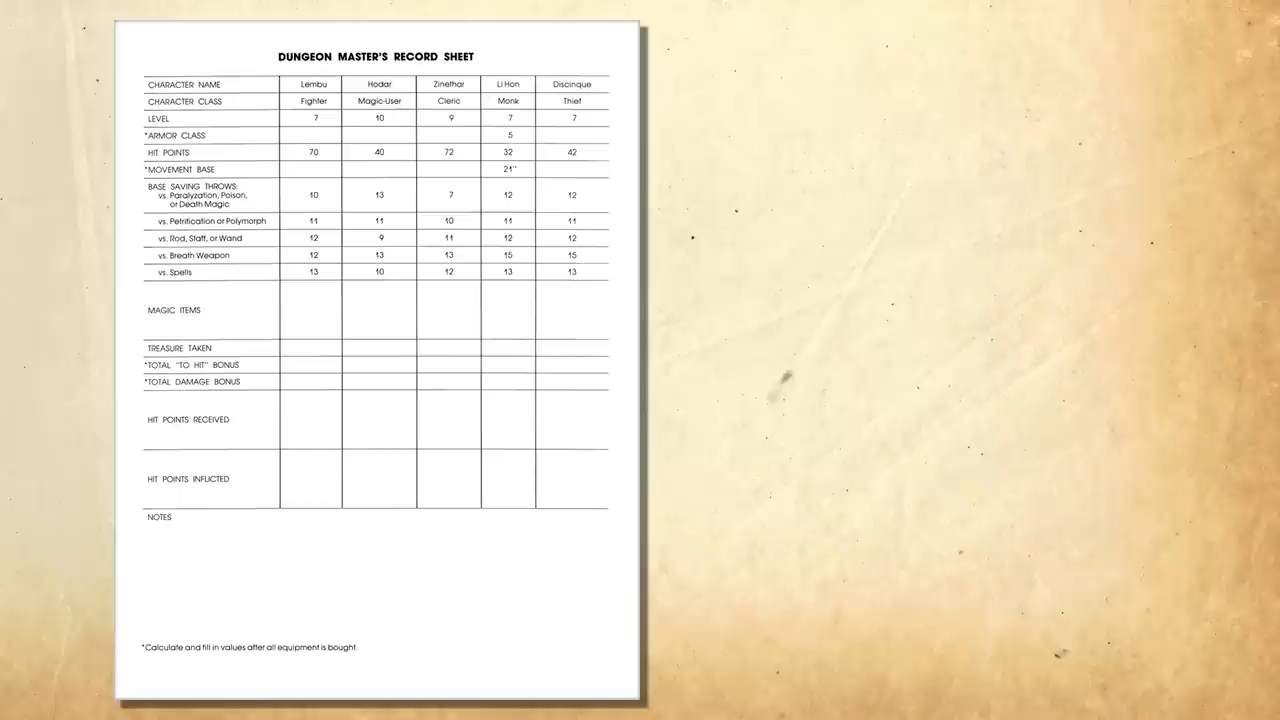 DUNGEON MASTER'S RECORD SHEET
CHARACTER NAME Lembu Hodar Zinethar Li Hon Discinque
CHARACTER CLASS Fighter Magic-User Cleric Monk Thief
LEVEL 7 10 9 7 7
*ARMOR CLASS 5
HIT POINTS 70 40 72 32 42
*MOVEMENT BASE 21"
BASE SAVING THROWS:
vs. Paralyzation, Poison, 10 13 7 12 12
or Death Magic
vs. Petrification or Polymorph 11 11 10 11 11
vs. Rod, Staff, or Wand 12 9 11 12 12
vs. Breath Weapon 12 13 13 15 15
vs. Spells 13 10 12 13 13
MAGIC ITEMS
TREASURE TAKEN
*TOTAL "TO HIT" BONUS
*TOTAL DAMAGE BONUS
HIT POINTS RECEIVED
HIT POINTS INFLICTED
NOTES
*Calculate and fill in values after all equipment is bought.